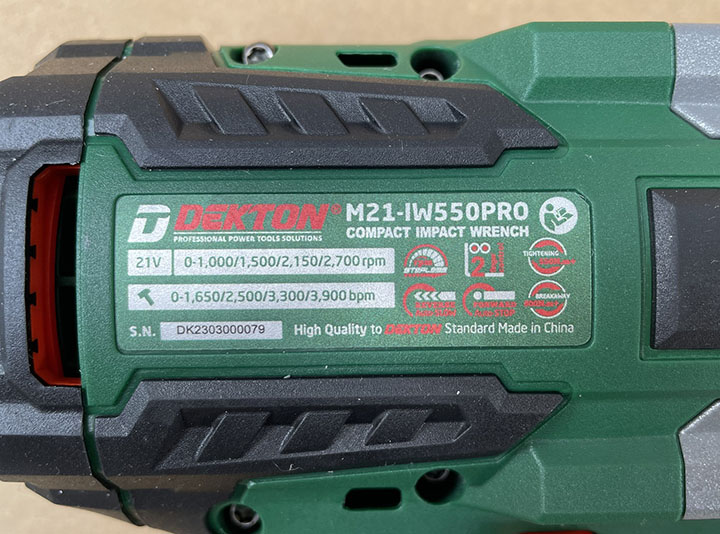 DEKTON® M21-IW550PRO
PROFESSIONAL POWER TOOLS SOLUTIONS
COMPACT IMPACT WRENCH
21V 0-1,000/1,500/2,150/2,700 rpm
0-1,650/2,500/3,300/3,900 bpm
STEPLESS
2
TIGHTENING
BREAKAWAY
S.N. DK2303000079
High Quality to DEKTON Standard Made in China